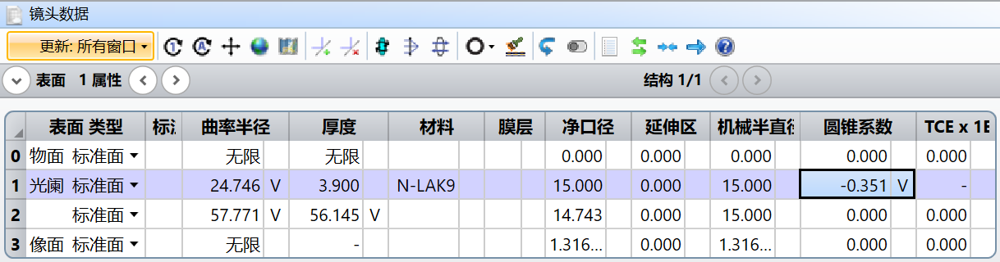 镜头数据
更新: 所有窗口
表面 1 属性 结构 1/1
表面 类型 曲率半径 厚度 材料 膜层 净口径 延伸区 机械半直径 圆锥系数 TCE x 1E
0 物面 标准面 无限 无限 0.000 0.000 0.000 0.000 0.000
1 光阑 标准面 24.746 V 3.900 N-LAK9 15.000 0.000 15.000 -0.351 V -
2 标准面 57.771 V 56.145 V 14.743 0.000 15.000 0.000 0.000
3 像面 标准面 无限 - 1.316... 0.000 1.316... 0.000 0.000